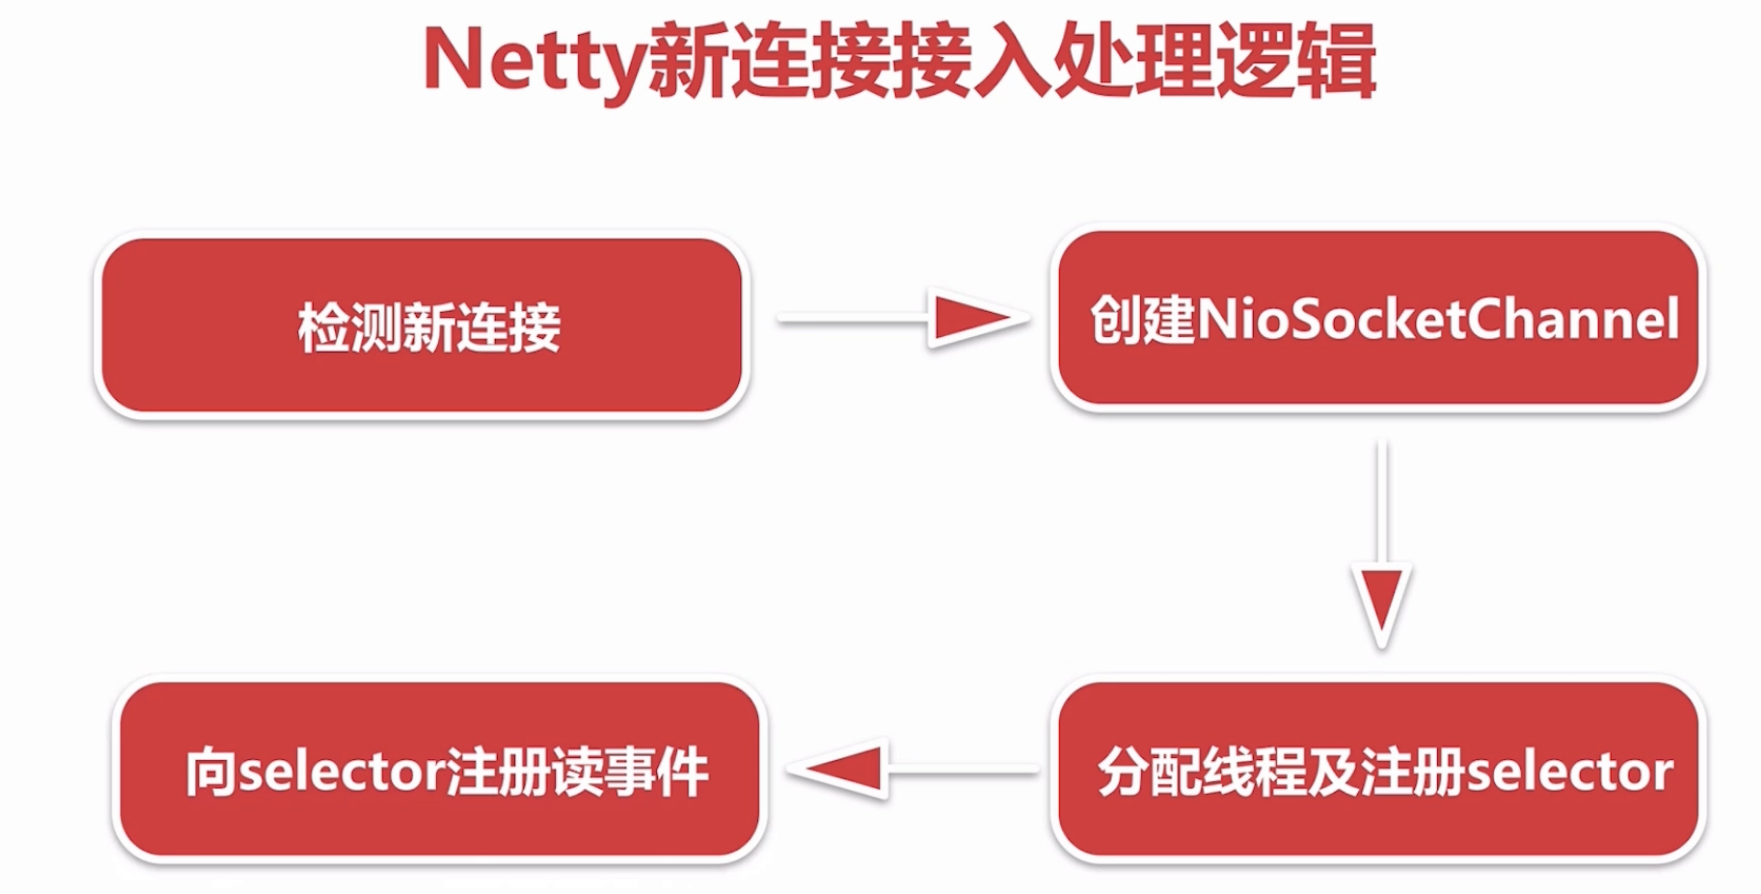 Netty新连接接入处理逻辑
检测新连接
创建NioSocketChannel
分配线程及注册selector
向selector注册读事件